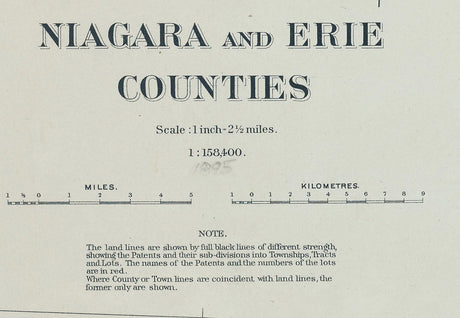 NIAGARA AND ERIE
COUNTIES
Scale : 1 inch - 2½ miles.
1 : 158,400.
1895
MILES.
1 ¾ ½ 0 1 2 3 4 5
KILOMETRES.
1 0 1 2 3 4 5 6 7 8 9
NOTE.
The land lines are shown by full black lines of different strength,
showing the Patents and their sub-divisions into Townships, Tracts
and Lots. The names of the Patents and the numbers of the lots
are in red.
Where County or Town lines are coincident with land lines, the
former only are shown.